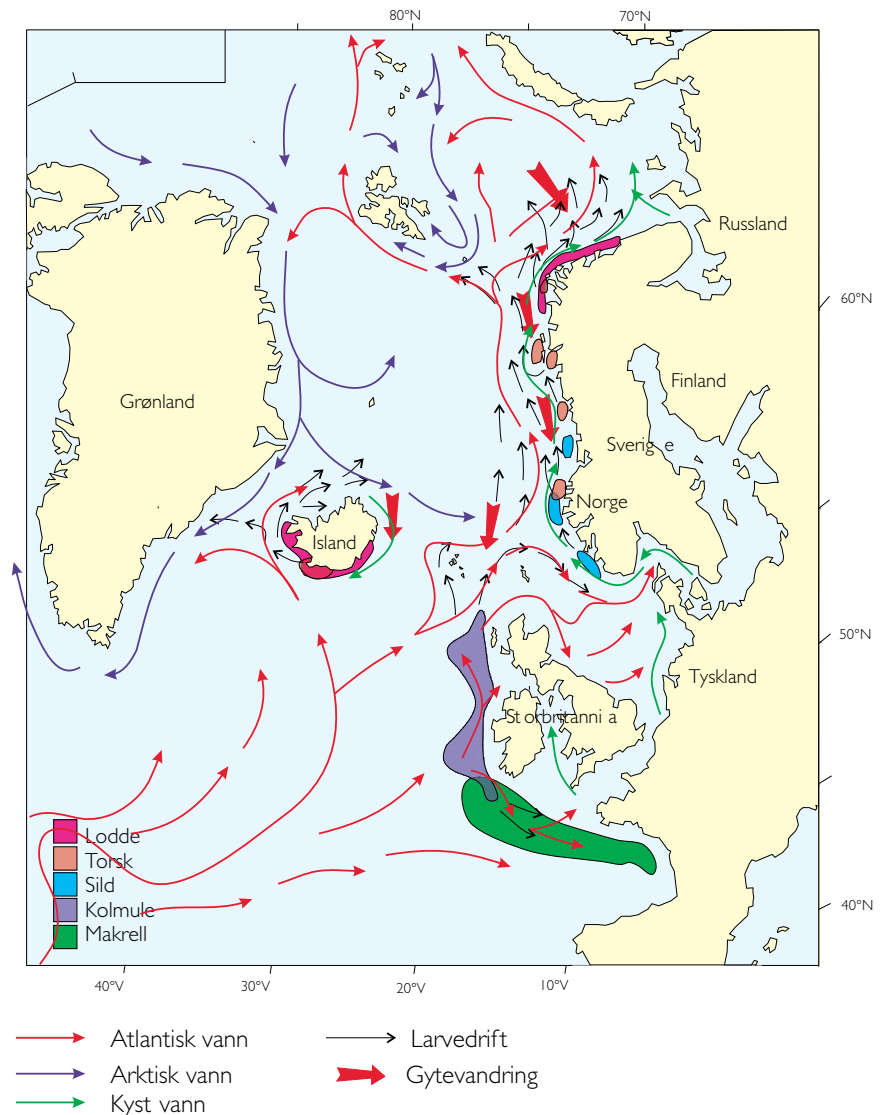 80°N 70°N
Russland
60°N
Finland
Grønland
Sverig e
Norge
Island
50°N
Tyskland
St orbritanni a
Lodde
Torsk
Sild
Kolmule
Makrell
40°N
40°V 30°V 20°V 10°V
Atlantisk vann
Larvedrift
Arktisk vann
Gytevandring
Kyst vann